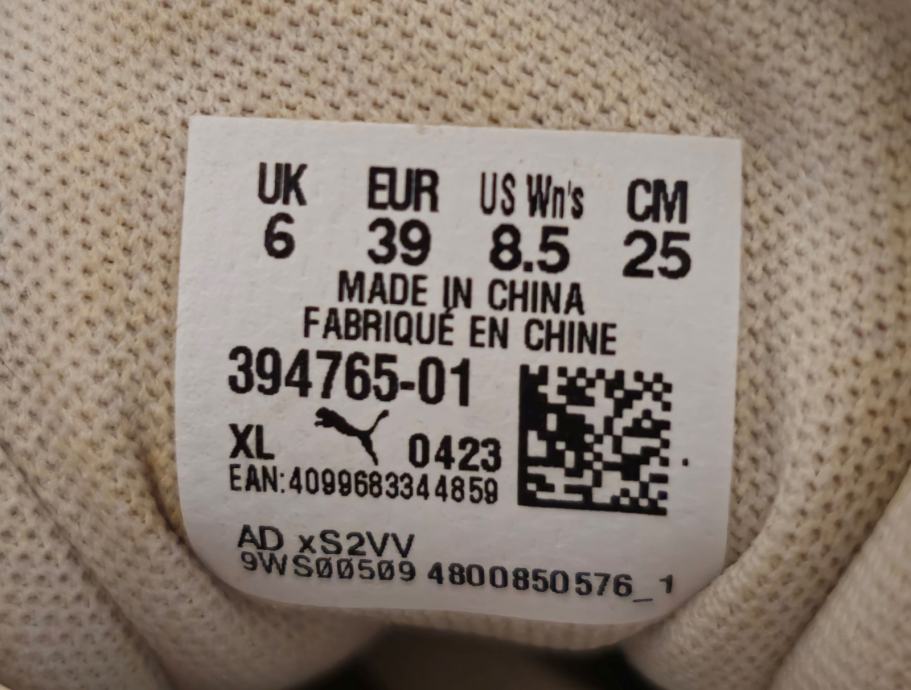 UK EUR US Wn's CM
6 39 8.5 25
MADE IN CHINA
FABRIQUÉ EN CHINE
394765-01
XL 0423
EAN:4099683344859
AD xS2VV
9WS00509 4800850576_1